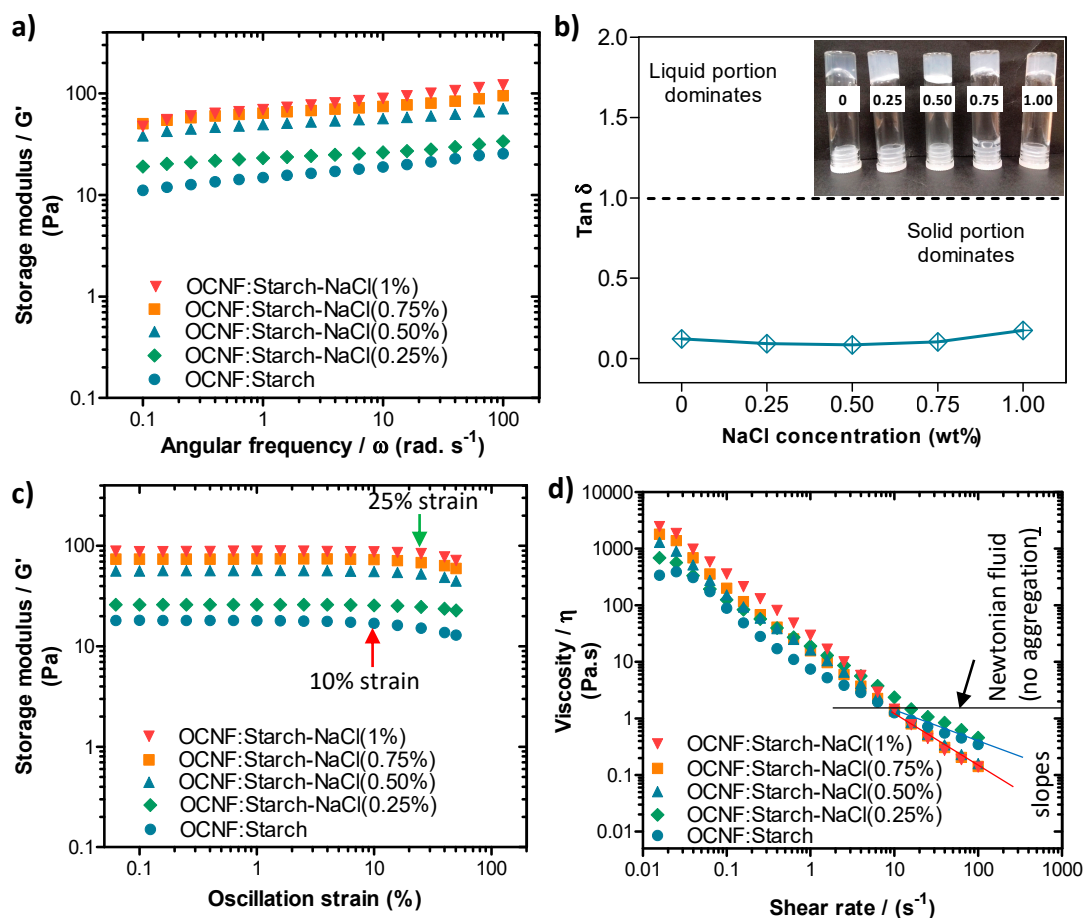 a)
Storage modulus / G'
(Pa)
100
10
1
0.1
OCNF:Starch-NaCl(1%)
OCNF:Starch-NaCl(0.75%)
OCNF:Starch-NaCl(0.50%)
OCNF:Starch-NaCl(0.25%)
OCNF:Starch
0.1 1 10 100
Angular frequency / ω (rad. s-1)
b)
Tan δ
2.0
1.5
1.0
0.5
0.0
Liquid portion
dominates
0 0.25 0.50 0.75 1.00
Solid portion
dominates
0 0.25 0.50 0.75 1.00
NaCl concentration (wt%)
c)
Storage modulus / G'
(Pa)
100
10
1
0.1
25% strain
10% strain
OCNF:Starch-NaCl(1%)
OCNF:Starch-NaCl(0.75%)
OCNF:Starch-NaCl(0.50%)
OCNF:Starch-NaCl(0.25%)
OCNF:Starch
0.1 1 10 100
Oscillation strain (%)
d)
Viscosity / η
(Pa.s)
10000
1000
100
10
1
0.1
0.01
Newtonian fluid
(no aggregation)
slopes
OCNF:Starch-NaCl(1%)
OCNF:Starch-NaCl(0.75%)
OCNF:Starch-NaCl(0.50%)
OCNF:Starch-NaCl(0.25%)
OCNF:Starch
0.01 0.1 1 10 100 1000
Shear rate / (s-1)